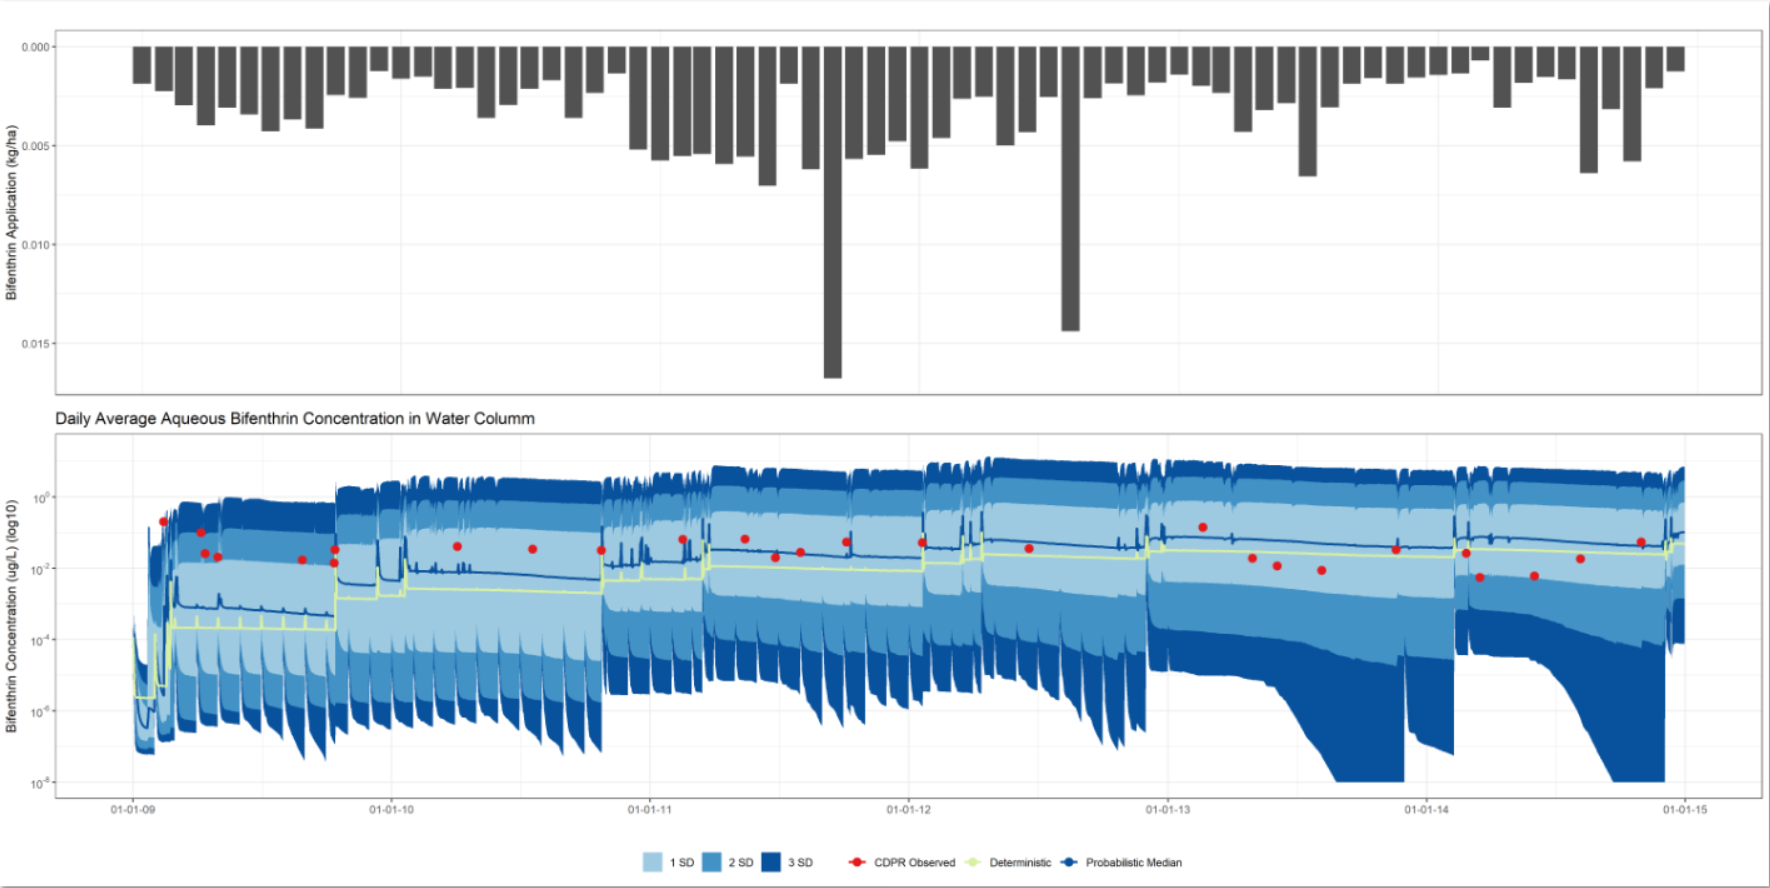 0.000
0.005
0.010
0.015
Bifenthrin Application (kg/ha)
Daily Average Aqueous Bifenthrin Concentration in Water Columm
10⁰
10⁻²
10⁻⁴
10⁻⁶
10⁻⁸
Bifenthrin Concentration (ug/L) (log10)
01-01-09 01-01-10 01-01-11 01-01-12 01-01-13 01-01-14 01-01-15
1 SD 2 SD 3 SD CDPR Observed Deterministic Probabilistic Median